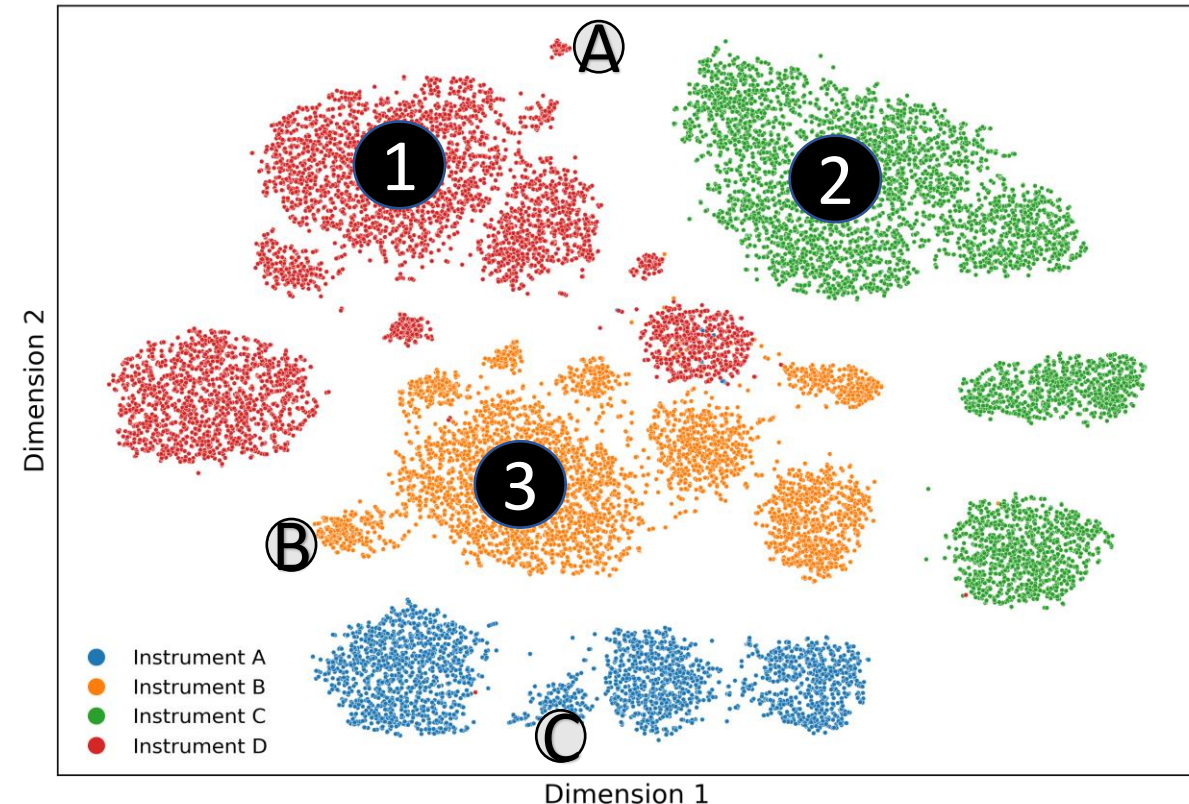 A
1
2
3
B
C
Instrument A
Instrument B
Instrument C
Instrument D
Dimension 2
Dimension 1